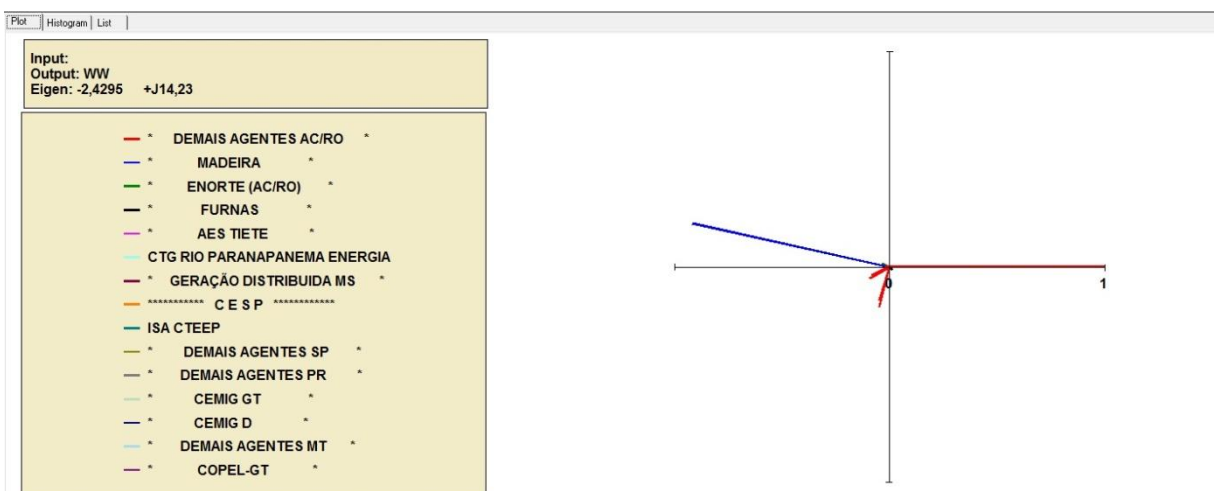 Plot Histogram List
Input:
Output: WW
Eigen: -2,4295 +J14,23
* DEMAIS AGENTES AC/RO *
* MADEIRA *
* ENORTE (AC/RO) *
* FURNAS *
* AES TIETE *
CTG RIO PARANAPANEMA ENERGIA
* GERAÇÃO DISTRIBUIDA MS *
*********** C E S P ************
ISA CTEEP
* DEMAIS AGENTES SP *
* DEMAIS AGENTES PR *
* CEMIG GT *
* CEMIG D *
* DEMAIS AGENTES MT *
* COPEL-GT *
0 1